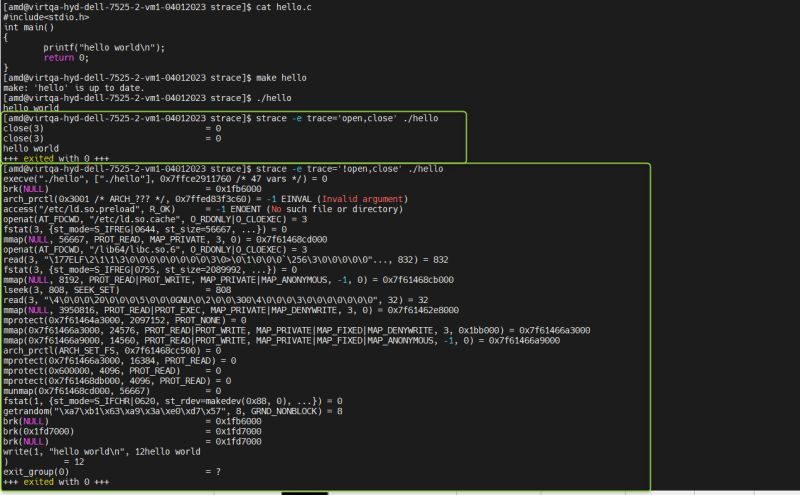 [amd@virtqa-hyd-dell-7525-2-vm1-04012023 strace]$ cat hello.c
#include<stdio.h>
int main()
{
        printf("hello world\n");
        return 0;
}
[amd@virtqa-hyd-dell-7525-2-vm1-04012023 strace]$ make hello
make: 'hello' is up to date.
[amd@virtqa-hyd-dell-7525-2-vm1-04012023 strace]$ ./hello
hello world
[amd@virtqa-hyd-dell-7525-2-vm1-04012023 strace]$ strace -e trace='open,close' ./hello
close(3)                                = 0
close(3)                                = 0
hello world
+++ exited with 0 +++
[amd@virtqa-hyd-dell-7525-2-vm1-04012023 strace]$ strace -e trace='!open,close' ./hello
execve("./hello", ["./hello"], 0x7ffce2911760 /* 47 vars */) = 0
brk(NULL)                               = 0x1fb6000
arch_prctl(0x3001 /* ARCH_??? */, 0x7ffed83f3c60) = -1 EINVAL (Invalid argument)
access("/etc/ld.so.preload", R_OK)      = -1 ENOENT (No such file or directory)
openat(AT_FDCWD, "/etc/ld.so.cache", O_RDONLY|O_CLOEXEC) = 3
fstat(3, {st_mode=S_IFREG|0644, st_size=56667, ...}) = 0
mmap(NULL, 56667, PROT_READ, MAP_PRIVATE, 3, 0) = 0x7f61468cd000
openat(AT_FDCWD, "/lib64/libc.so.6", O_RDONLY|O_CLOEXEC) = 3
read(3, "\177ELF\2\1\1\3\0\0\0\0\0\0\0\0\3\0>\0\1\0\0\0`\256\3\0\0\0\0\0"..., 832) = 832
fstat(3, {st_mode=S_IFREG|0755, st_size=2089992, ...}) = 0
mmap(NULL, 8192, PROT_READ|PROT_WRITE, MAP_PRIVATE|MAP_ANONYMOUS, -1, 0) = 0x7f61468cb000
lseek(3, 808, SEEK_SET)                 = 808
read(3, "\4\0\0\0\20\0\0\0\5\0\0\0GNU\0\2\0\0\300\4\0\0\0\3\0\0\0\0\0\0\0", 32) = 32
mmap(NULL, 3950816, PROT_READ|PROT_EXEC, MAP_PRIVATE|MAP_DENYWRITE, 3, 0) = 0x7f61462e8000
mprotect(0x7f61464a3000, 2097152, PROT_NONE) = 0
mmap(0x7f61466a3000, 24576, PROT_READ|PROT_WRITE, MAP_PRIVATE|MAP_FIXED|MAP_DENYWRITE, 3, 0x1bb000) = 0x7f61466a3000
mmap(0x7f61466a9000, 14560, PROT_READ|PROT_WRITE, MAP_PRIVATE|MAP_FIXED|MAP_ANONYMOUS, -1, 0) = 0x7f61466a9000
arch_prctl(ARCH_SET_FS, 0x7f61468cc500) = 0
mprotect(0x7f61466a3000, 16384, PROT_READ) = 0
mprotect(0x600000, 4096, PROT_READ)     = 0
mprotect(0x7f61468db000, 4096, PROT_READ) = 0
munmap(0x7f61468cd000, 56667)           = 0
fstat(1, {st_mode=S_IFCHR|0620, st_rdev=makedev(0x88, 0), ...}) = 0
getrandom("\xa7\xb1\x63\xa9\x3a\xe0\xd7\x57", 8, GRND_NONBLOCK) = 8
brk(NULL)                               = 0x1fb6000
brk(0x1fd7000)                          = 0x1fd7000
brk(NULL)                               = 0x1fd7000
write(1, "hello world\n", 12hello world
)           = 12
exit_group(0)                           = ?
+++ exited with 0 +++